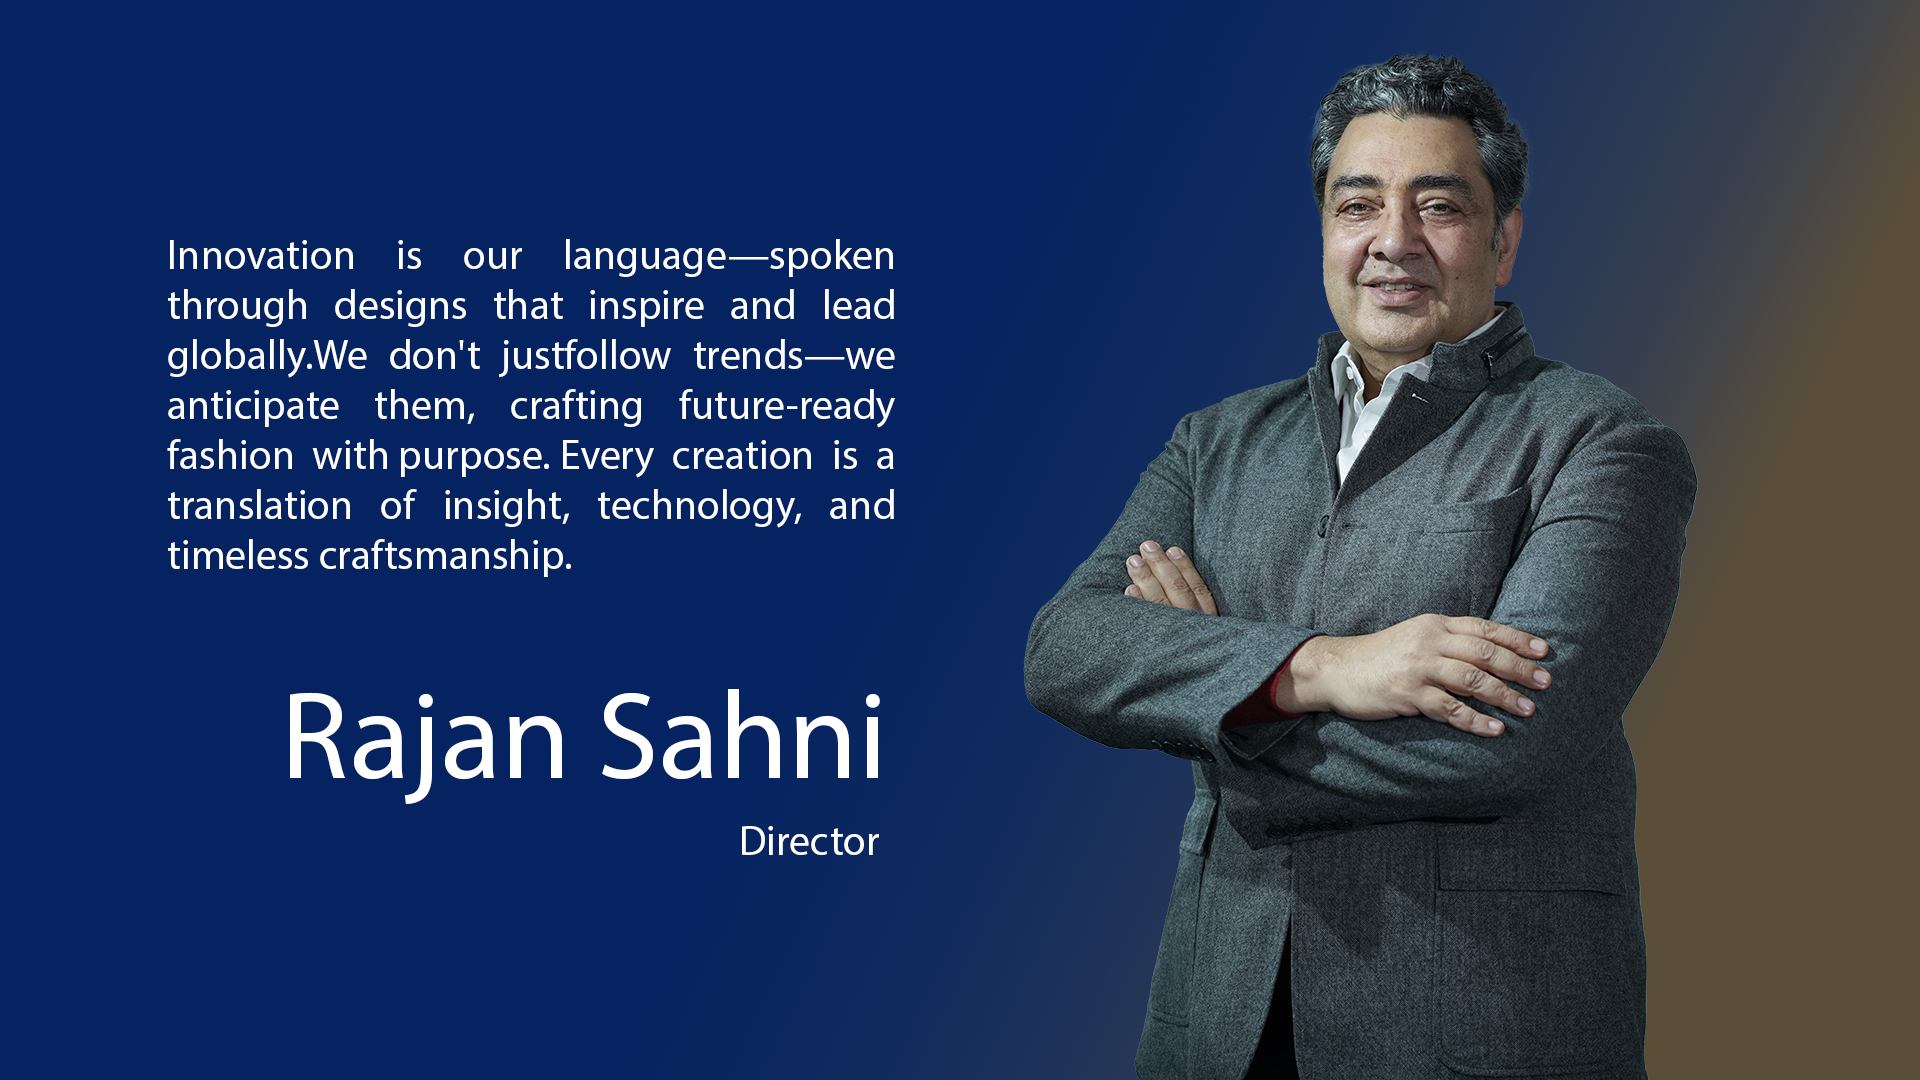 Innovation is our language—spoken
through designs that inspire and lead
globally.We don't justfollow trends—we
anticipate them, crafting future-ready
fashion with purpose. Every creation is a
translation of insight, technology, and
timeless craftsmanship.
Rajan Sahni
Director